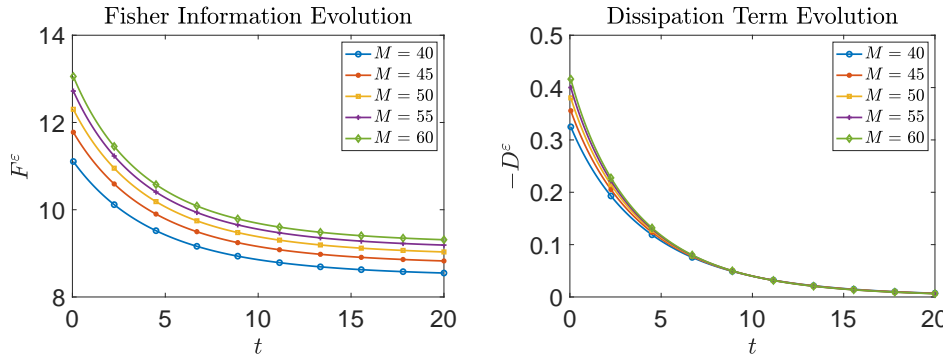 Fisher Information Evolution
14
12
10
8
F^ε
0
5
10
15
20
t
M = 40
M = 45
M = 50
M = 55
M = 60
Dissipation Term Evolution
0.5
0.4
0.3
0.2
0.1
0
−D^ε
0
5
10
15
20
t
M = 40
M = 45
M = 50
M = 55
M = 60